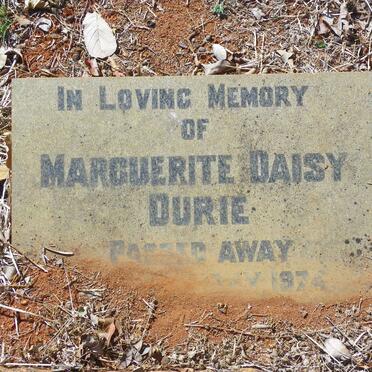 IN LOVING MEMORY
OF
MARGUERITE DAISY
DURIE
PASSED AWAY
1974